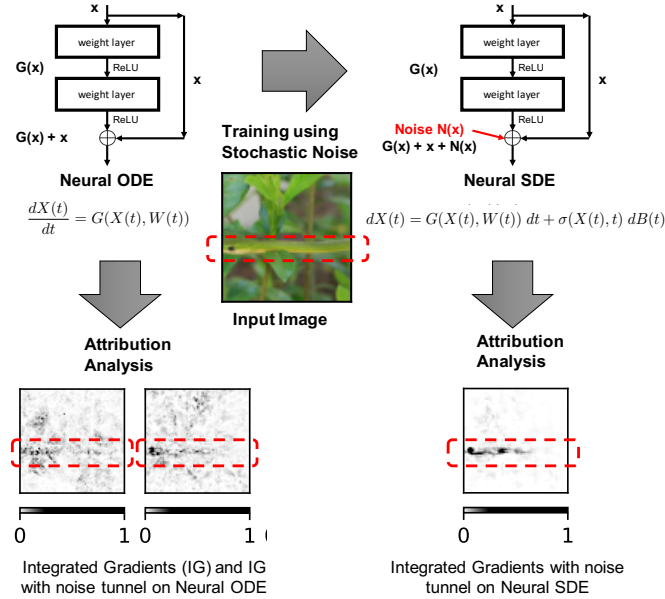 x
weight layer
G(x)
ReLU
x
weight layer
ReLU
G(x) + x
Neural ODE
dX(t)/dt = G(X(t), W(t))
Training using
Stochastic Noise
Input Image
x
weight layer
G(x)
ReLU
x
weight layer
ReLU
Noise N(x)
G(x) + x + N(x)
Neural SDE
dX(t) = G(X(t), W(t)) dt + σ(X(t), t) dB(t)
Attribution
Analysis
Attribution
Analysis
0 1
0 1
0 1
Integrated Gradients (IG) and IG
with noise tunnel on Neural ODE
Integrated Gradients with noise
tunnel on Neural SDE